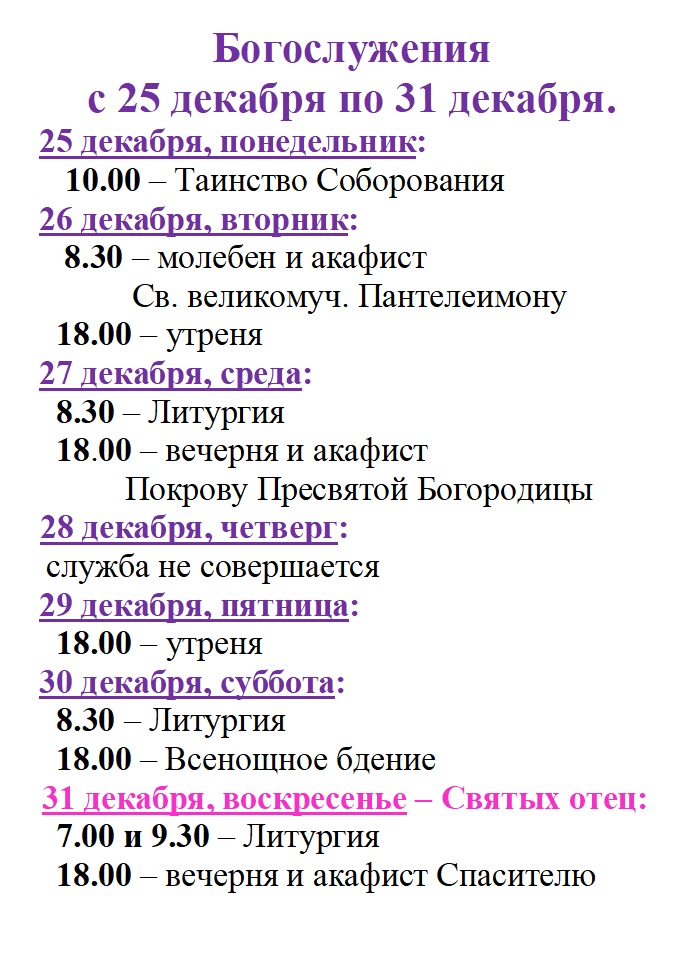 Богослужения
с 25 декабря по 31 декабря.
25 декабря, понедельник:
10.00 – Таинство Соборования
26 декабря, вторник:
8.30 – молебен и акафист
Св. великомуч. Пантелеимону
18.00 – утреня
27 декабря, среда:
8.30 – Литургия
18.00 – вечерня и акафист
Покрову Пресвятой Богородицы
28 декабря, четверг:
служба не совершается
29 декабря, пятница:
18.00 – утреня
30 декабря, суббота:
8.30 – Литургия
18.00 – Всенощное бдение
31 декабря, воскресенье – Святых отец:
7.00 и 9.30 – Литургия
18.00 – вечерня и акафист Спасителю